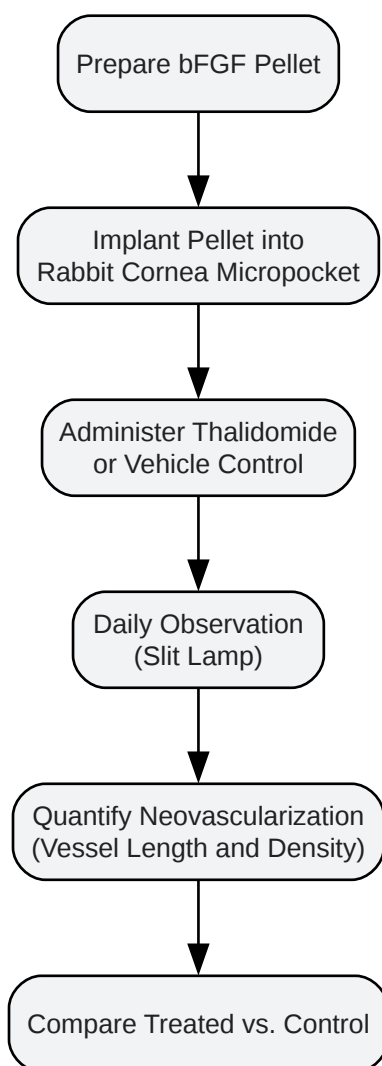 Prepare bFGF Pellet
Implant Pellet into
Rabbit Cornea Micropocket
Administer Thalidomide
or Vehicle Control
Daily Observation
(Slit Lamp)
Quantify Neovascularization
(Vessel Length and Density)
Compare Treated vs. Control